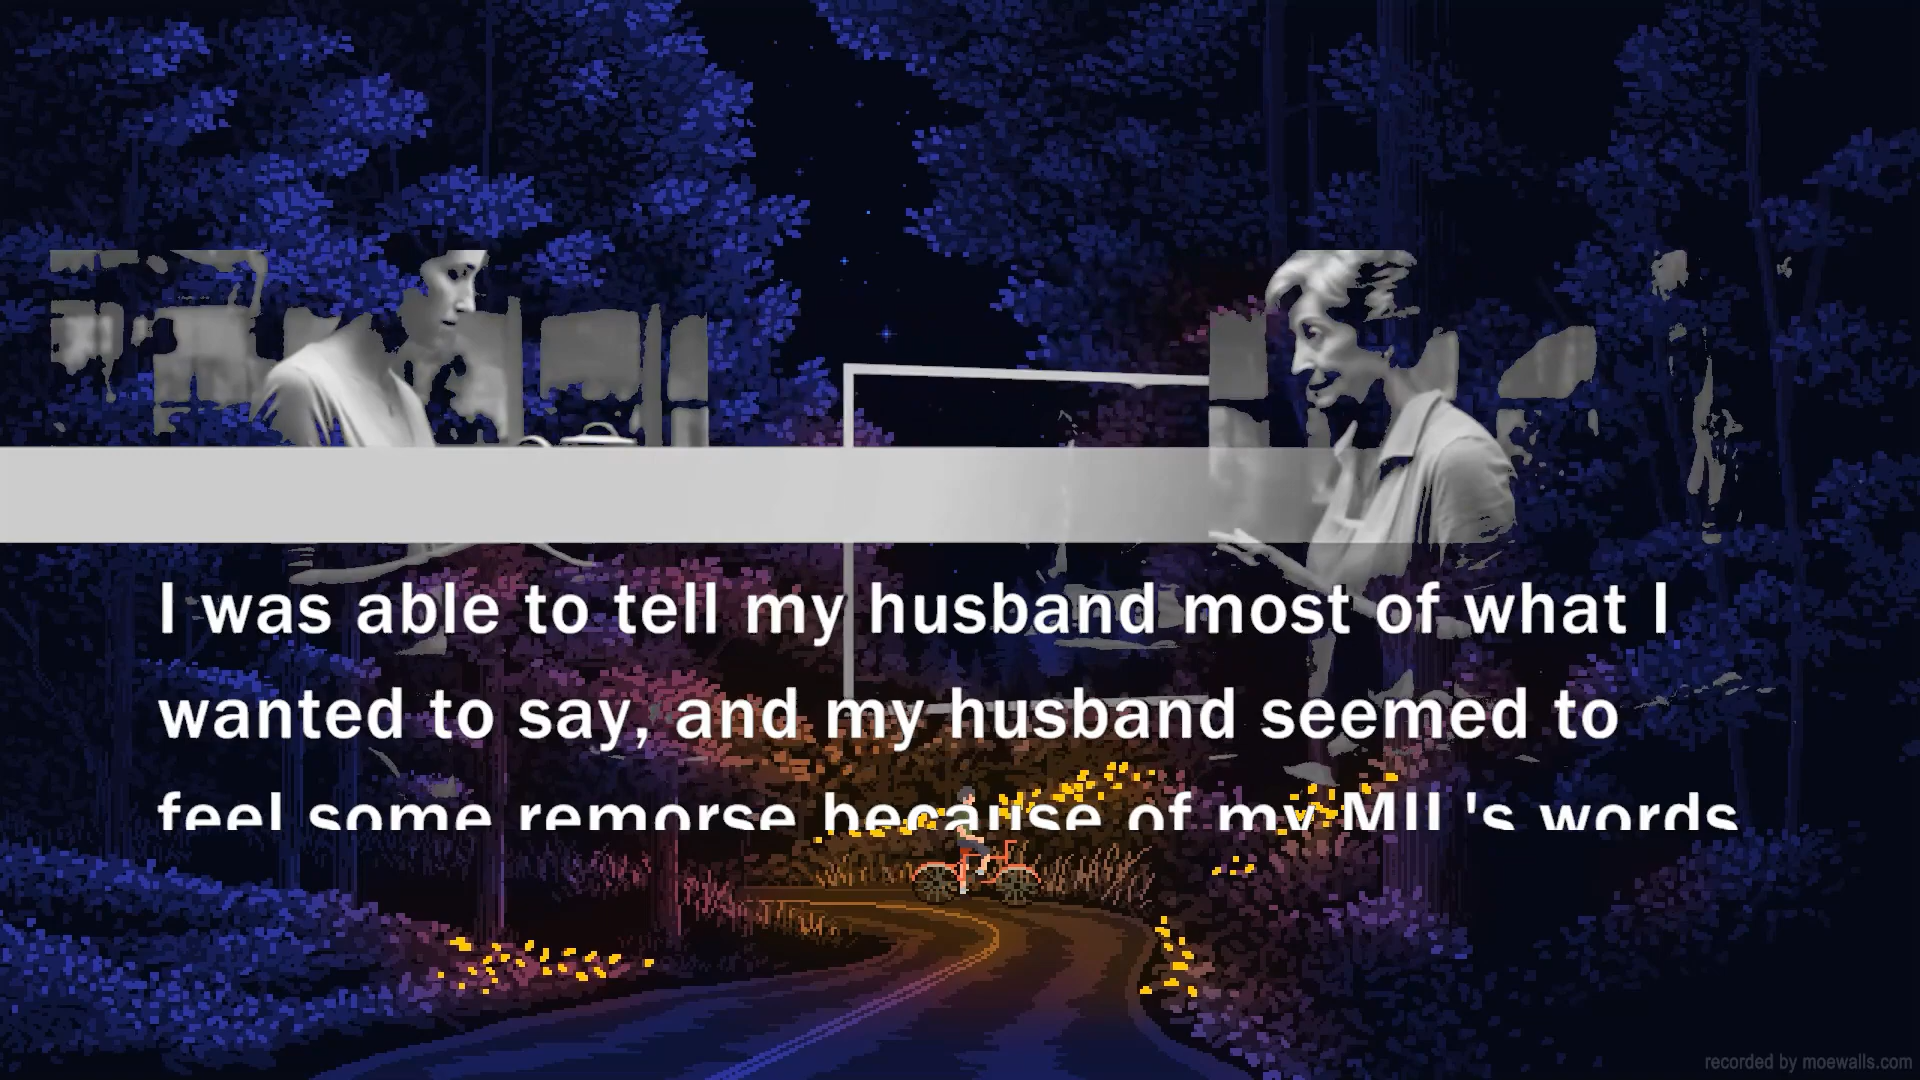 I was able to tell my husband most of what I
wanted to say, and my husband seemed to
feel some remorse because of my MIL's words
recorded by moewalls.com